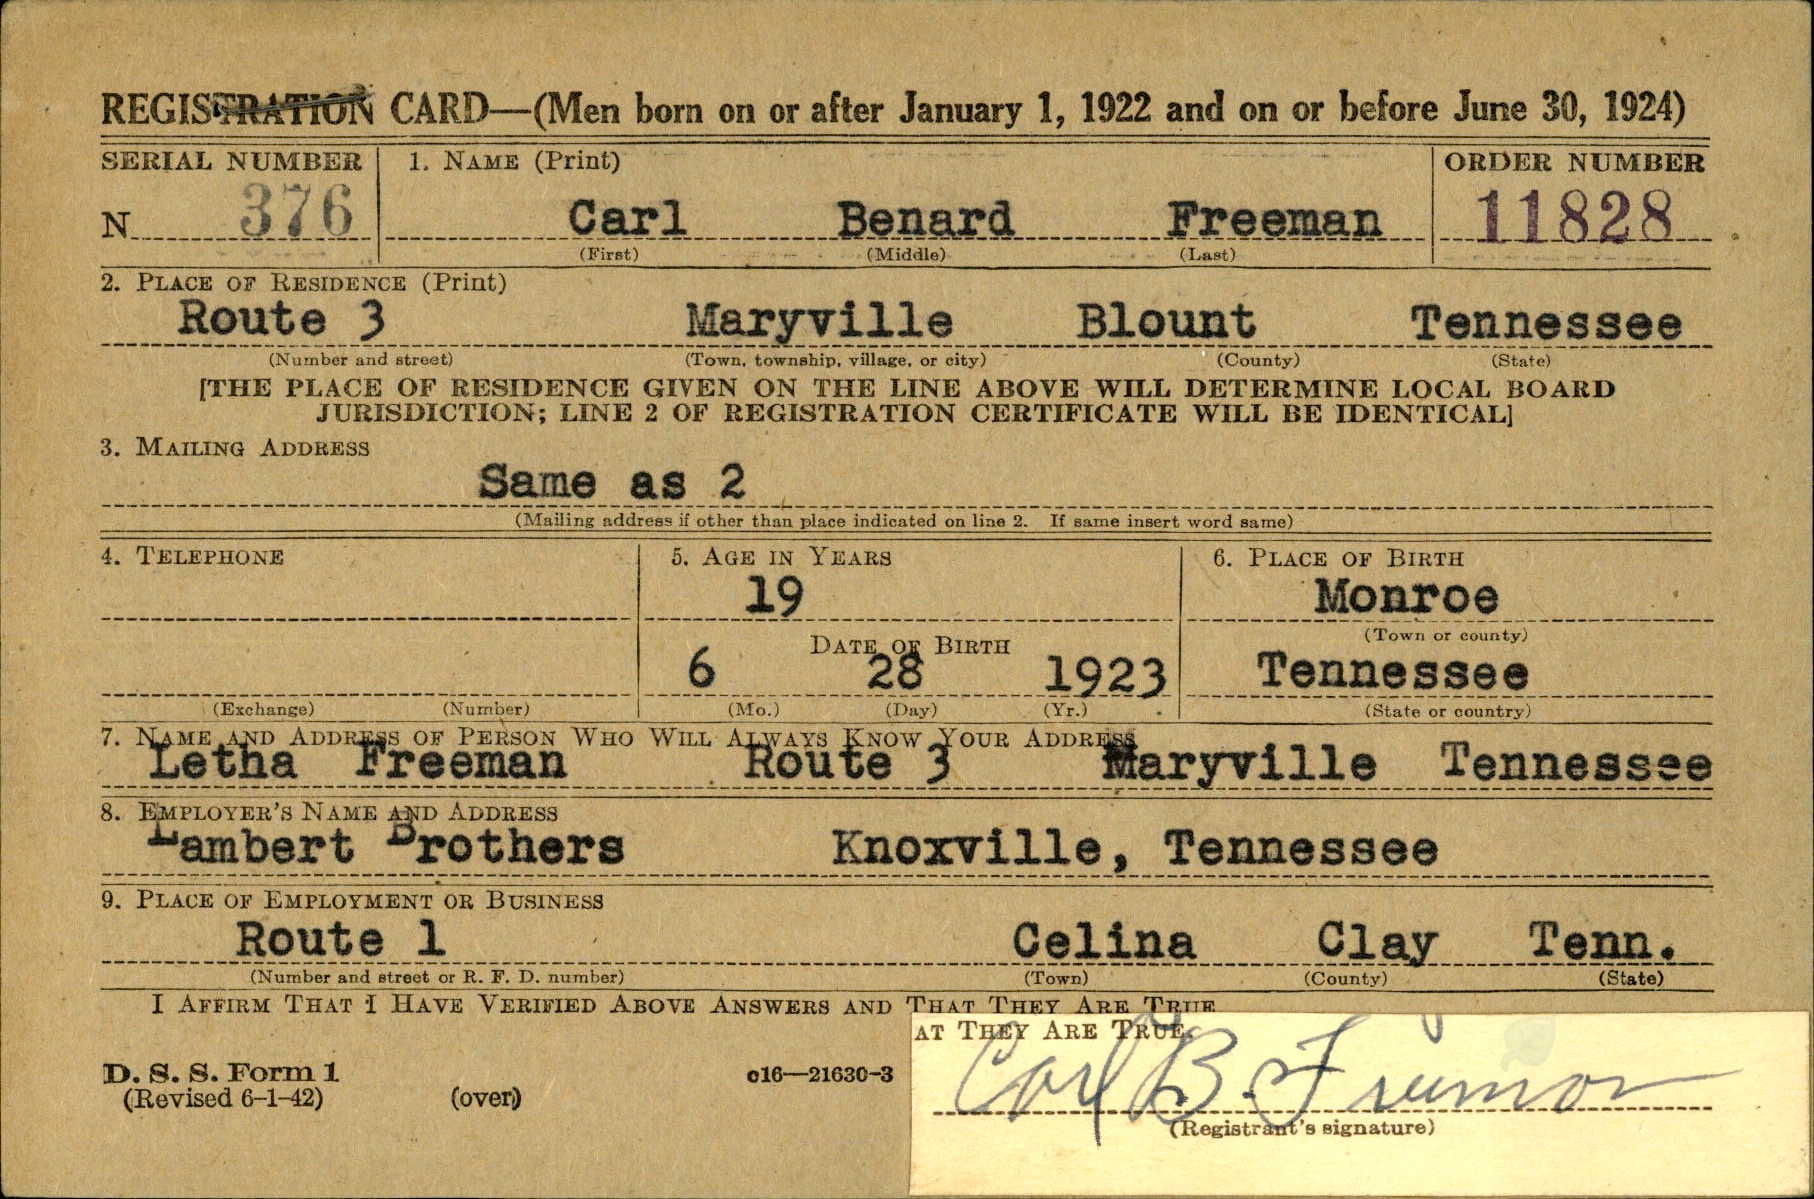 REGISTRATION CARD—(Men born on or after January 1, 1922 and on or before June 30, 1924)
SERIAL NUMBER 1. NAME (Print) ORDER NUMBER
N 376 Carl Benard Freeman 11828
(First) (Middle) (Last)
2. PLACE OF RESIDENCE (Print)
Route 3 Maryville Blount Tennessee
(Number and street) (Town, township, village, or city) (County) (State)
[THE PLACE OF RESIDENCE GIVEN ON THE LINE ABOVE WILL DETERMINE LOCAL BOARD
JURISDICTION; LINE 2 OF REGISTRATION CERTIFICATE WILL BE IDENTICAL]
3. MAILING ADDRESS
Same as 2
(Mailing address if other than place indicated on line 2. If same insert word same)
4. TELEPHONE 5. AGE IN YEARS 6. PLACE OF BIRTH
19 Monroe
(Town or county)
DATE OF BIRTH
6 28 1923 Tennessee
(Exchange) (Number) (Mo.) (Day) (Yr.) (State or country)
7. NAME AND ADDRESS OF PERSON WHO WILL ALWAYS KNOW YOUR ADDRESS
Letha Freeman Route 3 Maryville Tennessee
8. EMPLOYER'S NAME AND ADDRESS
Lambert Brothers Knoxville, Tennessee
9. PLACE OF EMPLOYMENT OR BUSINESS
Route 1 Celina Clay Tenn.
(Number and street or R. F. D. number) (Town) (County) (State)
I AFFIRM THAT I HAVE VERIFIED ABOVE ANSWERS AND THAT THEY ARE TRUE
AT THEY ARE TRUE.
Carl B. Freeman
(Registrant's signature)
D. S. S. Form 1
(Revised 6-1-42) (over) c16—21630-3